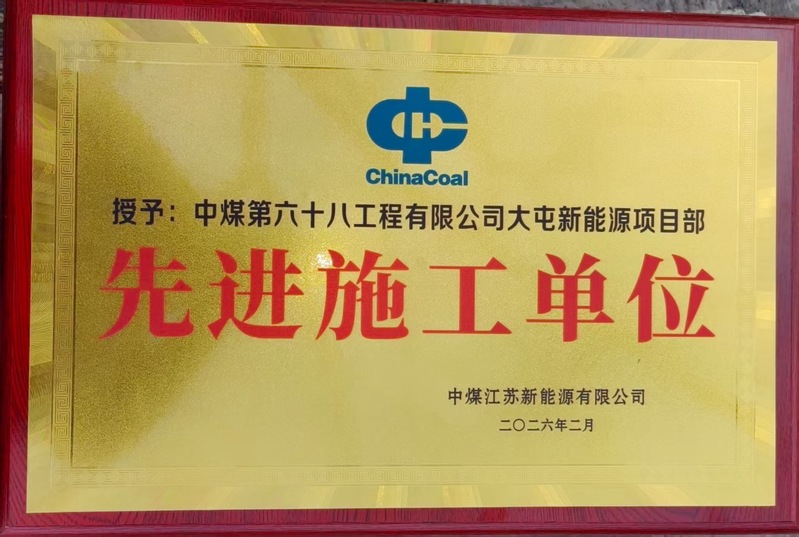 ChinaCoal
授予：中煤第六十八工程有限公司大屯新能源项目部
先进施工单位
中煤江苏新能源有限公司
二〇二六年二月